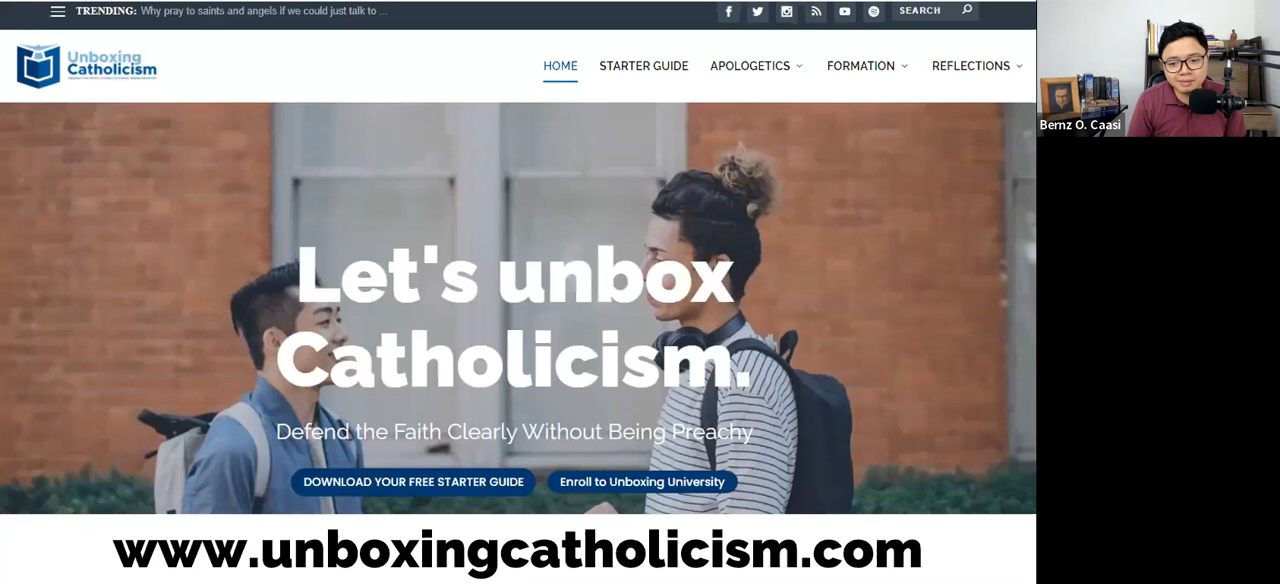 TRENDING: Why pray to saints and angels if we could just talk to ...
SEARCH
Unboxing
Catholicism
HOME STARTER GUIDE APOLOGETICS FORMATION REFLECTIONS
Bernz O. Caasi
Let's unbox
Catholicism.
Defend the Faith Clearly Without Being Preachy
DOWNLOAD YOUR FREE STARTER GUIDE Enroll to Unboxing University
www.unboxingcatholicism.com